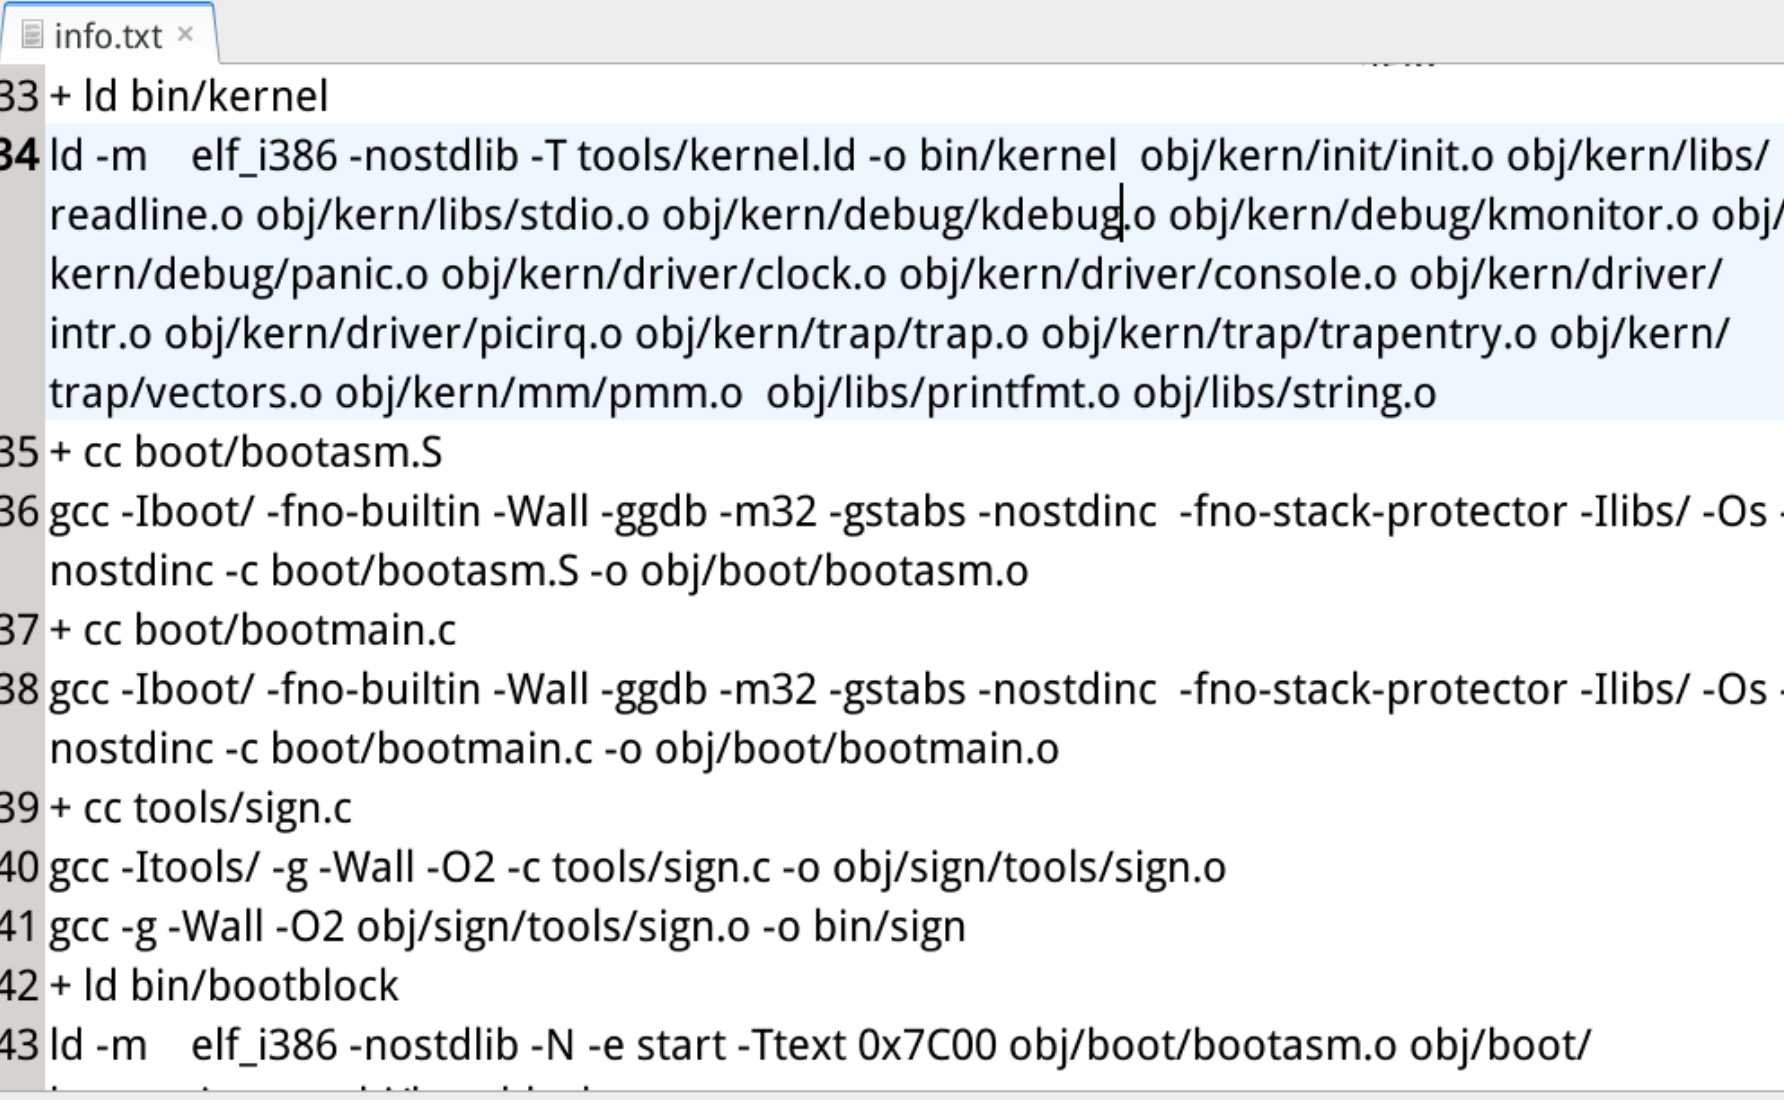 info.txt ×
33 + ld bin/kernel
34 ld -m    elf_i386 -nostdlib -T tools/kernel.ld -o bin/kernel  obj/kern/init/init.o obj/kern/libs/
readline.o obj/kern/libs/stdio.o obj/kern/debug/kdebug.o obj/kern/debug/kmonitor.o obj/
kern/debug/panic.o obj/kern/driver/clock.o obj/kern/driver/console.o obj/kern/driver/
intr.o obj/kern/driver/picirq.o obj/kern/trap/trap.o obj/kern/trap/trapentry.o obj/kern/
trap/vectors.o obj/kern/mm/pmm.o  obj/libs/printfmt.o obj/libs/string.o
35 + cc boot/bootasm.S
36 gcc -Iboot/ -fno-builtin -Wall -ggdb -m32 -gstabs -nostdinc  -fno-stack-protector -Ilibs/ -Os -
nostdinc -c boot/bootasm.S -o obj/boot/bootasm.o
37 + cc boot/bootmain.c
38 gcc -Iboot/ -fno-builtin -Wall -ggdb -m32 -gstabs -nostdinc  -fno-stack-protector -Ilibs/ -Os -
nostdinc -c boot/bootmain.c -o obj/boot/bootmain.o
39 + cc tools/sign.c
40 gcc -Itools/ -g -Wall -O2 -c tools/sign.c -o obj/sign/tools/sign.o
41 gcc -g -Wall -O2 obj/sign/tools/sign.o -o bin/sign
42 + ld bin/bootblock
43 ld -m    elf_i386 -nostdlib -N -e start -Ttext 0x7C00 obj/boot/bootasm.o obj/boot/